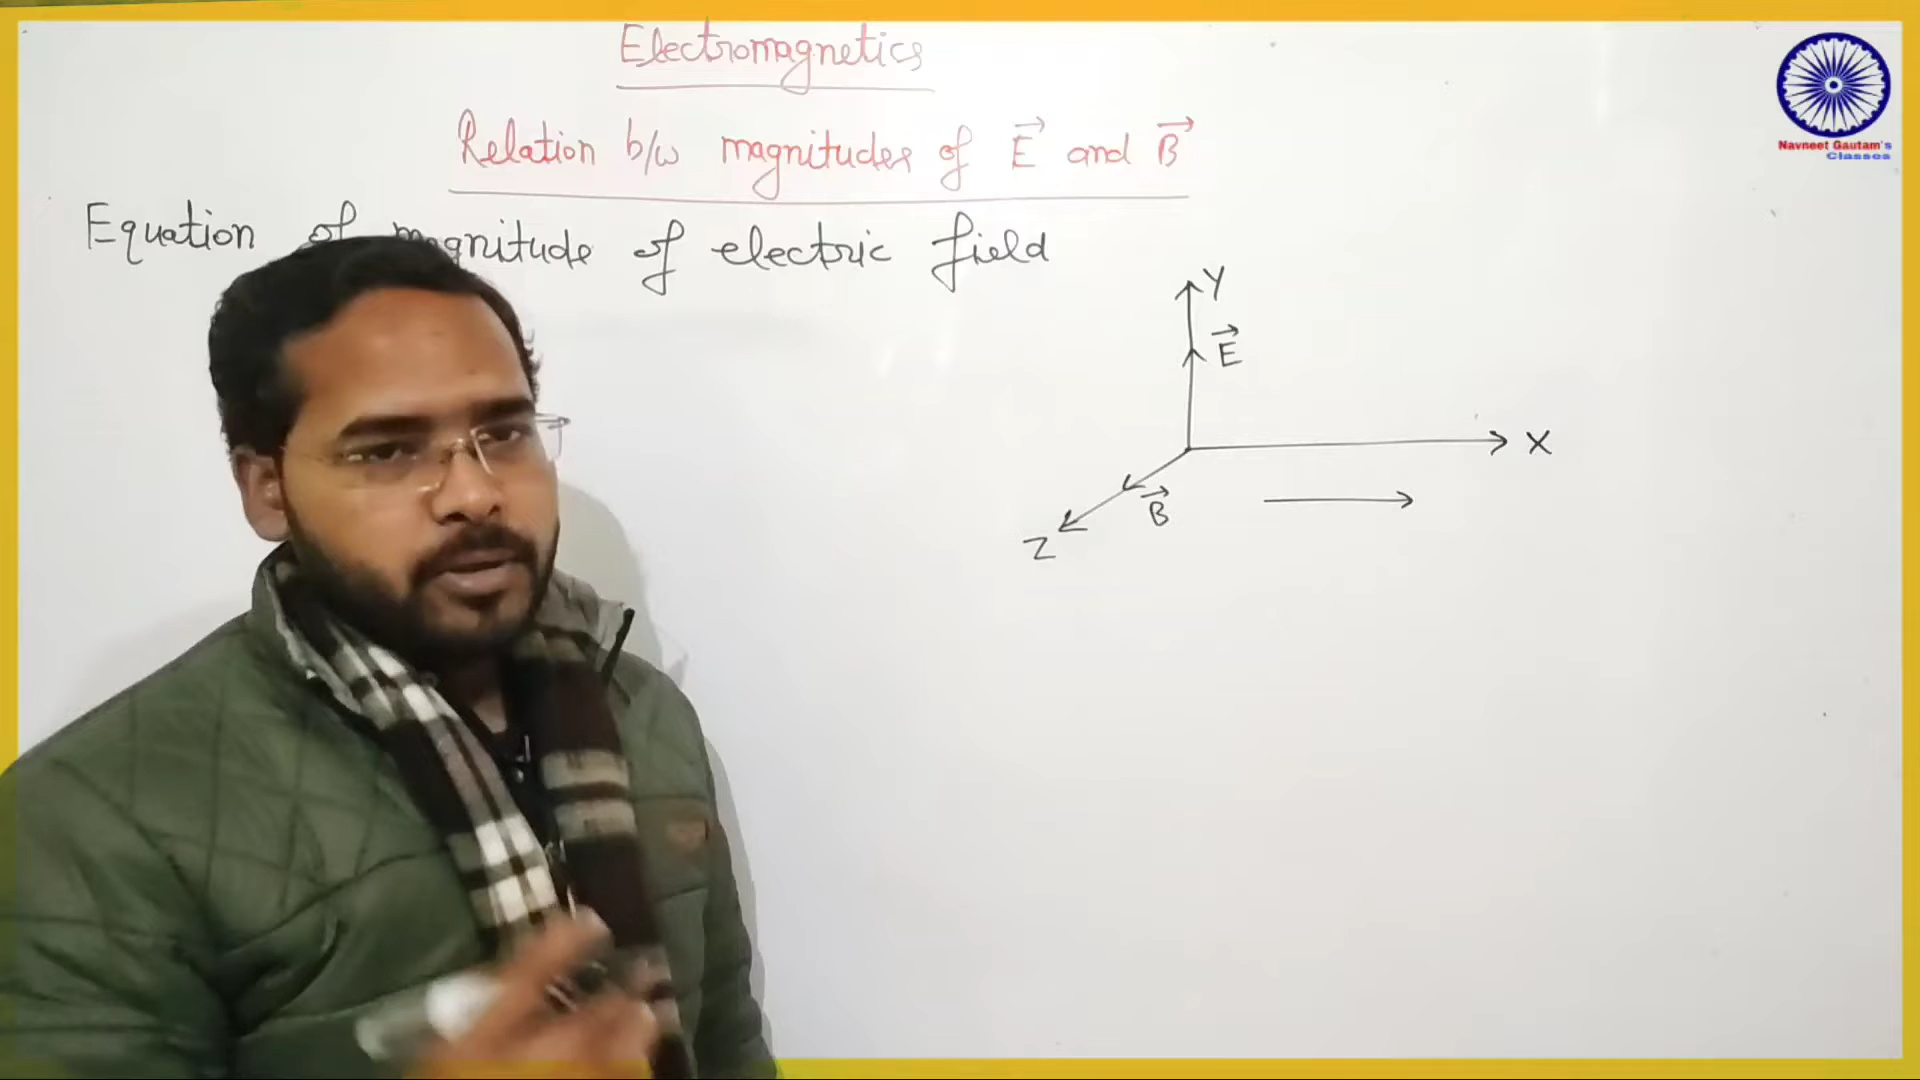 Electromagnetics
Relation b/w magnitudes of E⃗ and B⃗
Equation of magnitude of electric field
Y
E⃗
X
B⃗
Z
Navneet Gautam's
Classes